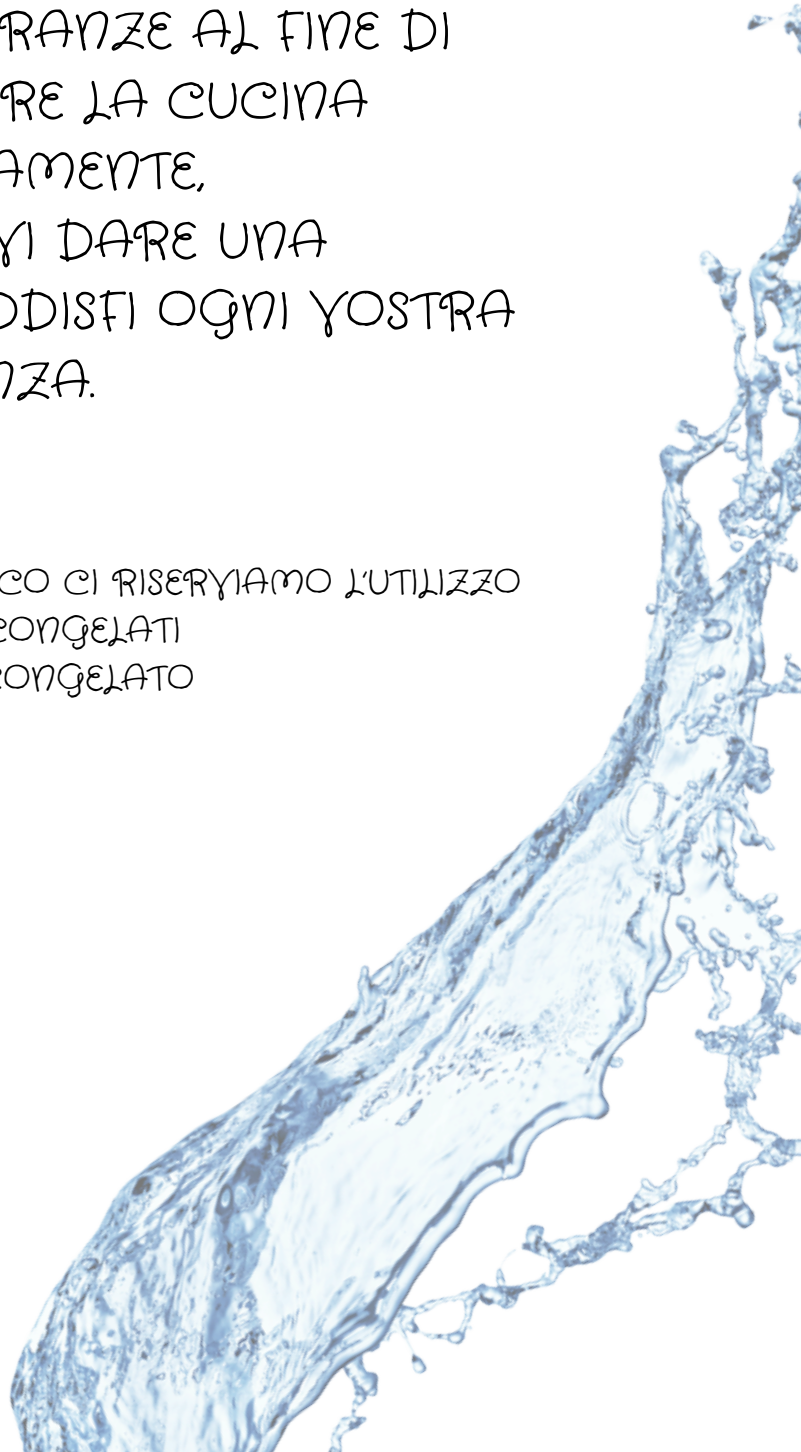 RANZE AL FINE DI
RE LA CUCINA
AMENTE,
VI DARE UNA
ODISFI OGNI VOSTRA
NZA.
CO CI RISERVIAMO L'UTILIZZO
CONGELATI
CONGELATO